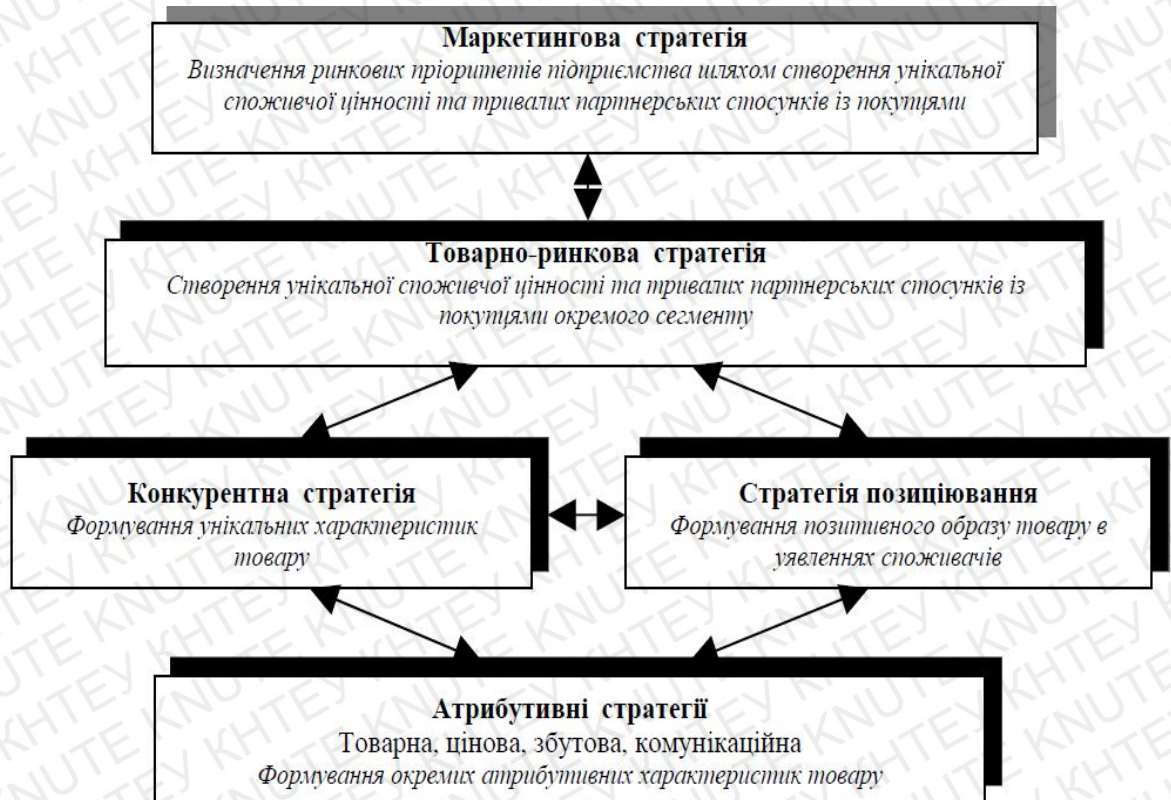 Маркетингова стратегія
Визначення ринкових пріоритетів підприємства шляхом створення унікальної
споживчої цінності та тривалих партнерських стосунків із покупцями
Товарно-ринкова стратегія
Створення унікальної споживчої цінності та тривалих партнерських стосунків із
покупцями окремого сегменту
Конкурентна стратегія
Формування унікальних характеристик
товару
Стратегія позиціювання
Формування позитивного образу товару в
уявленнях споживачів
Атрибутивні стратегії
Товарна, цінова, збутова, комунікаційна
Формування окремих атрибутивних характеристик товару